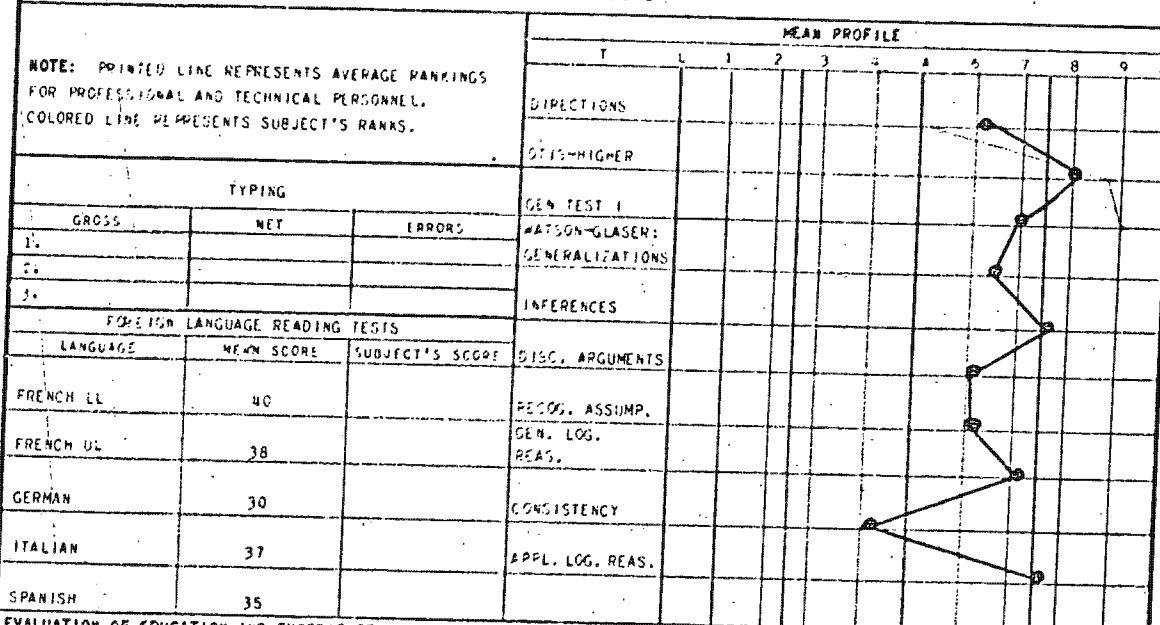 NOTE: PRINTED LINE REPRESENTS AVERAGE RANKINGS
FOR PROFESSIONAL AND TECHNICAL PERSONNEL.
COLORED LINE REPRESENTS SUBJECT'S RANKS.
TYPING
GROSS NET ERRORS
1.
2.
3.
FOREIGN LANGUAGE READING TESTS
LANGUAGE MEAN SCORE SUBJECT'S SCORE
FRENCH LL 40
FRENCH UL 38
GERMAN 30
ITALIAN 37
SPANISH 35
MEAN PROFILE
T 1 2 3 4 5 7 8 9
DIRECTIONS
OTIS-HIGHER
GEN TEST I
WATSON-GLASER:
GENERALIZATIONS
INFERENCES
DISC. ARGUMENTS
RECOG. ASSUMP.
GEN. LOG.
REAS.
CONSISTENCY
APPL. LOG. REAS.
EVALUATION OF EDUCATION